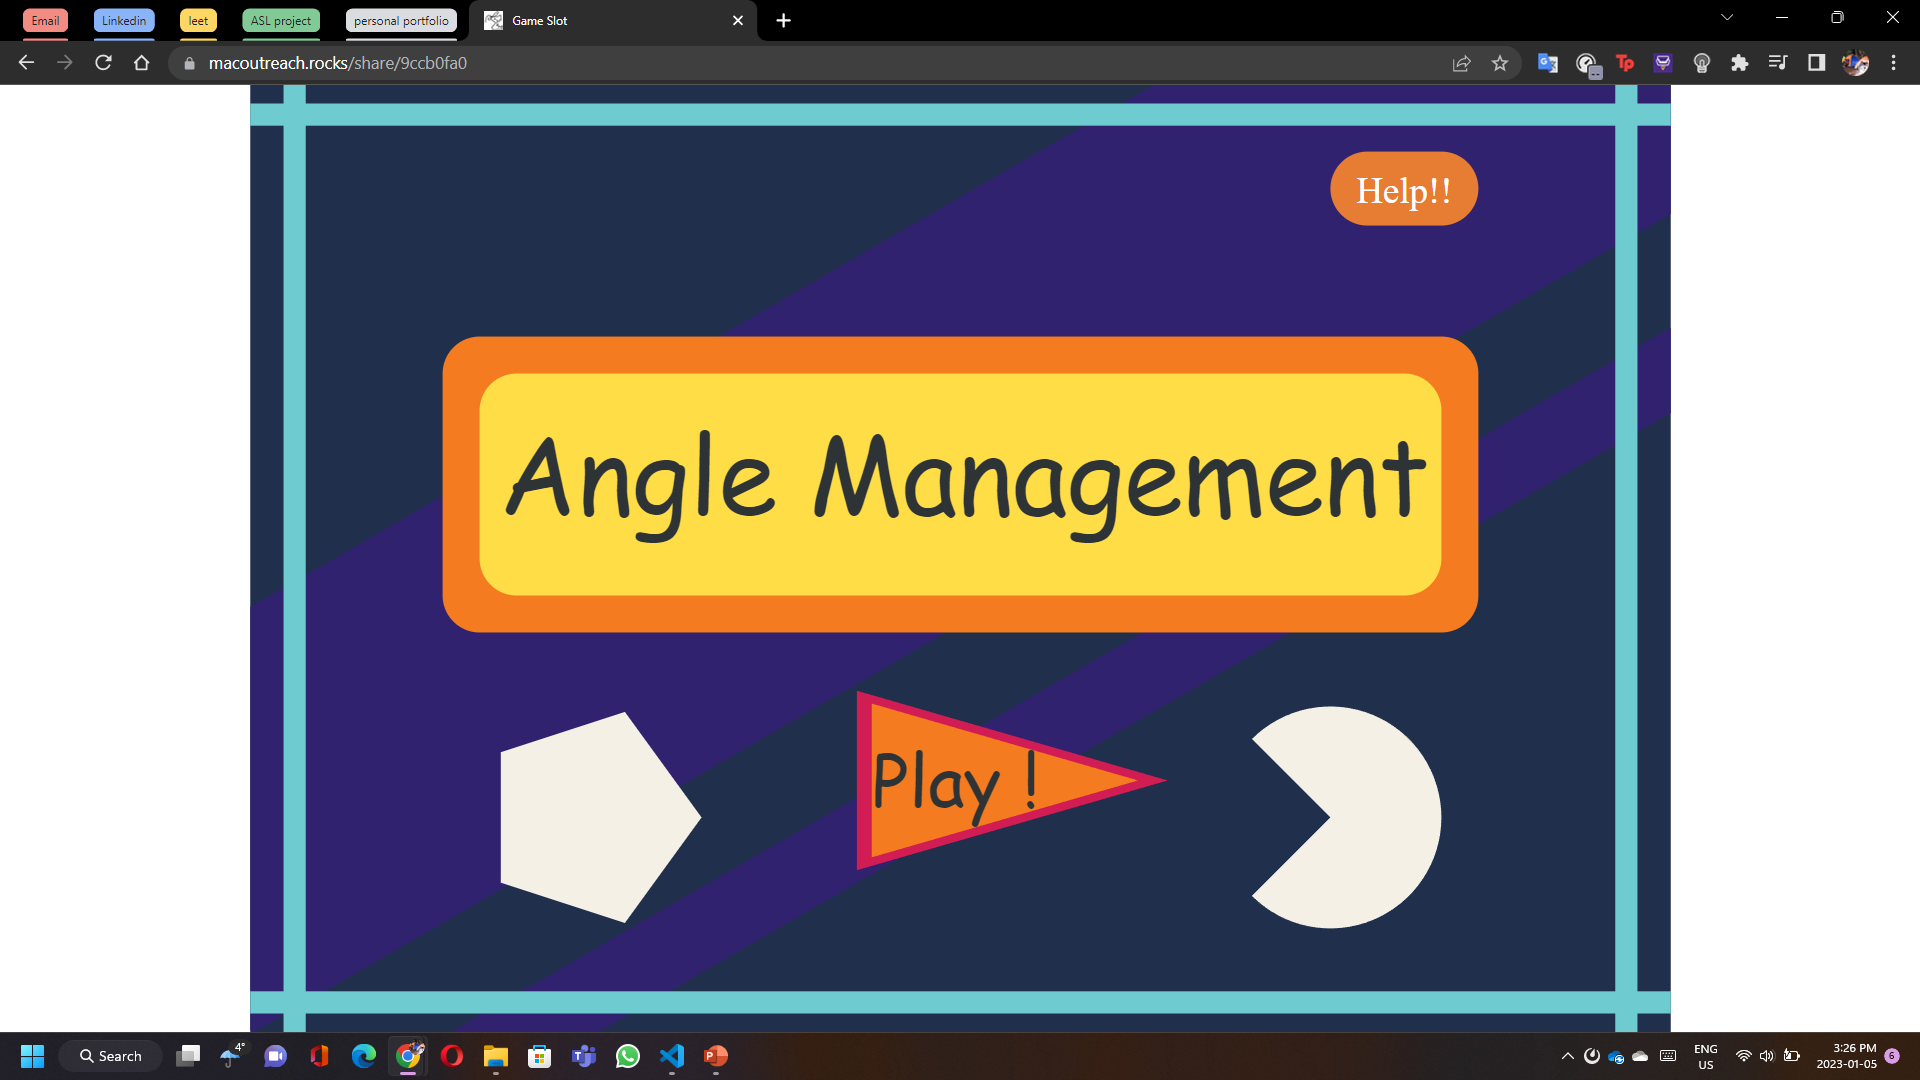 Email
Linkedin
leet
ASL project
personal portfolio
Game Slot
macoutreach.rocks/share/9ccb0fa0
Help!!
Angle Management
Play !
Search
4°
ENG
US
3:26 PM
2023-01-05
6